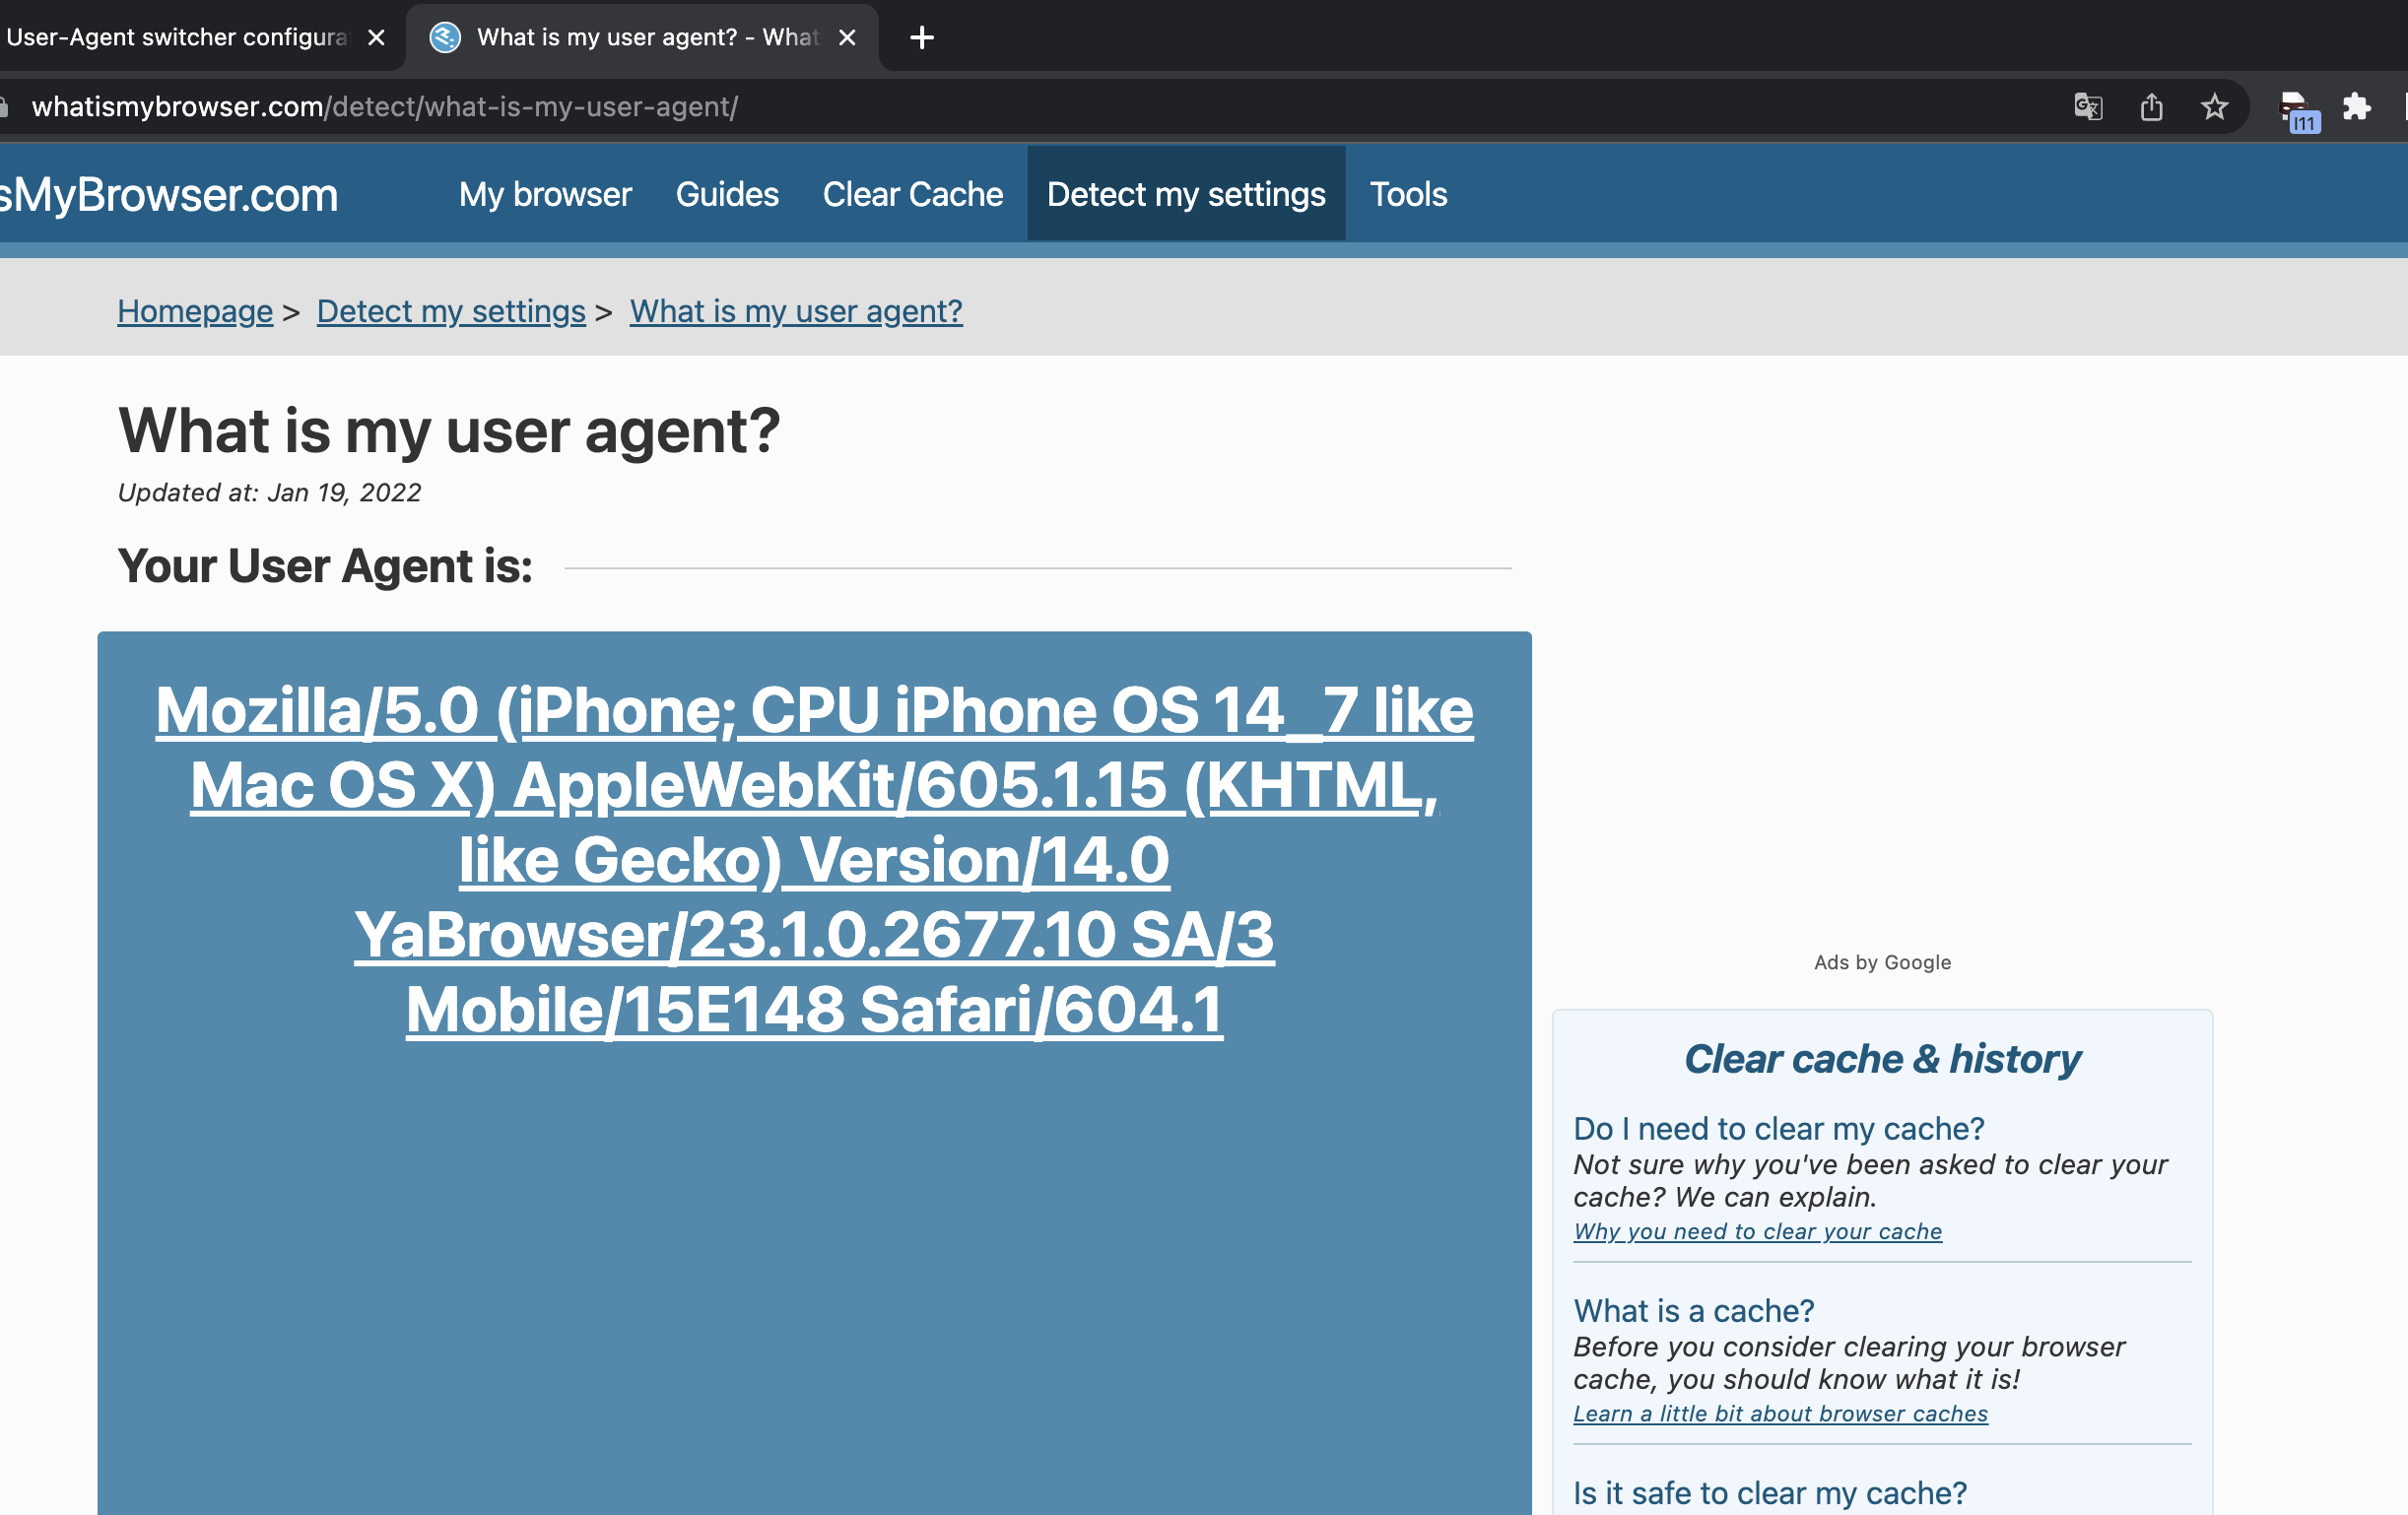 User-Agent switcher configura
What is my user agent? - What
whatismybrowser.com/detect/what-is-my-user-agent/
sMyBrowser.com
My browser
Guides
Clear Cache
Detect my settings
Tools
Homepage > Detect my settings > What is my user agent?
What is my user agent?
Updated at: Jan 19, 2022
Your User Agent is:
Mozilla/5.0 (iPhone; CPU iPhone OS 14_7 like
Mac OS X) AppleWebKit/605.1.15 (KHTML,
like Gecko) Version/14.0
YaBrowser/23.1.0.2677.10 SA/3
Mobile/15E148 Safari/604.1
Ads by Google
Clear cache & history
Do I need to clear my cache?
Not sure why you've been asked to clear your
cache? We can explain.
Why you need to clear your cache
What is a cache?
Before you consider clearing your browser
cache, you should know what it is!
Learn a little bit about browser caches
Is it safe to clear my cache?